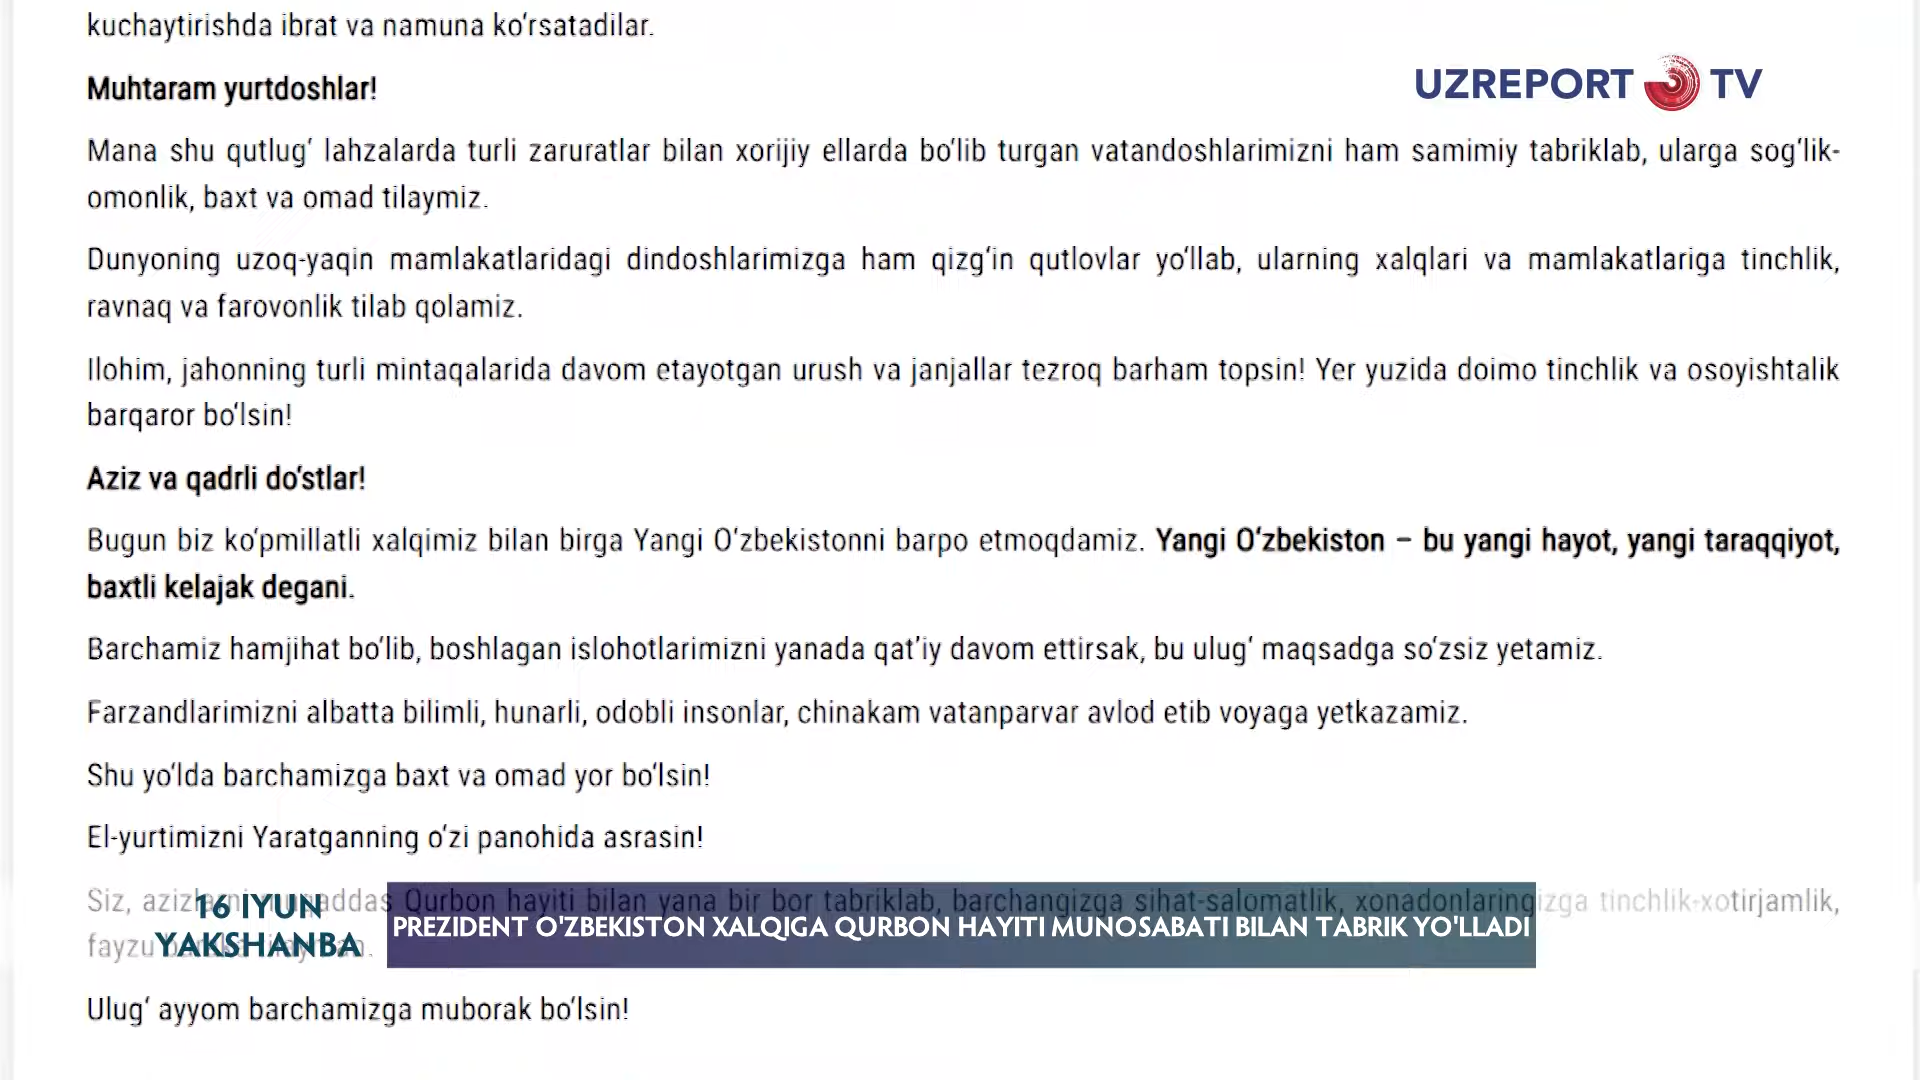 kuchaytirishda ibrat va namuna ko‘rsatadilar.
Muhtaram yurtdoshlar!
UZREPORT TV
Mana shu qutlug‘ lahzalarda turli zaruratlar bilan xorijiy ellarda bo‘lib turgan vatandoshlarimizni ham samimiy tabriklab, ularga sog‘lik-
omonlik, baxt va omad tilaymiz.
Dunyoning uzoq-yaqin mamlakatlaridagi dindoshlarimizga ham qizg‘in qutlovlar yo‘llab, ularning xalqlari va mamlakatlariga tinchlik,
ravnaq va farovonlik tilab qolamiz.
Ilohim, jahonning turli mintaqalarida davom etayotgan urush va janjallar tezroq barham topsin! Yer yuzida doimo tinchlik va osoyishtalik
barqaror bo‘lsin!
Aziz va qadrli do‘stlar!
Bugun biz ko‘pmillatli xalqimiz bilan birga Yangi O‘zbekistonni barpo etmoqdamiz. Yangi O‘zbekiston – bu yangi hayot, yangi taraqqiyot,
baxtli kelajak degani.
Barchamiz hamjihat bo‘lib, boshlagan islohotlarimizni yanada qat’iy davom ettirsak, bu ulug‘ maqsadga so‘zsiz yetamiz.
Farzandlarimizni albatta bilimli, hunarli, odobli insonlar, chinakam vatanparvar avlod etib voyaga yetkazamiz.
Shu yo‘lda barchamizga baxt va omad yor bo‘lsin!
El-yurtimizni Yaratganning o‘zi panohida asrasin!
Siz, Qurbon hayiti bilan yana bir bor tabriklab, barchangizga sihat-salomatlik, xonadonlaringizga tinchlik-xotirjamlik,
fayzu
16 IYUN
YAKSHANBA
PREZIDENT O'ZBEKISTON XALQIGA QURBON HAYITI MUNOSABATI BILAN TABRIK YO'LLADI
Ulug‘ ayyom barchamizga muborak bo‘lsin!